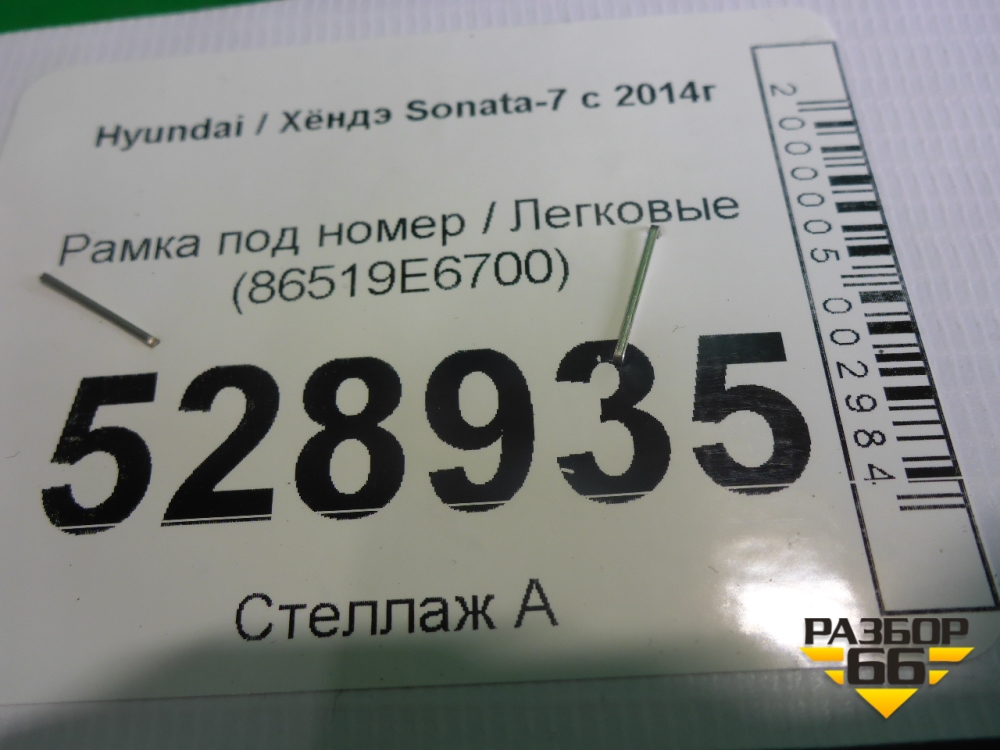 Hyundai / Хёндэ Sonata-7 с 2014г
Рамка под номер / Легковые
(86519E6700)
528935
Стеллаж А
2000005002984
РАЗБОР
66